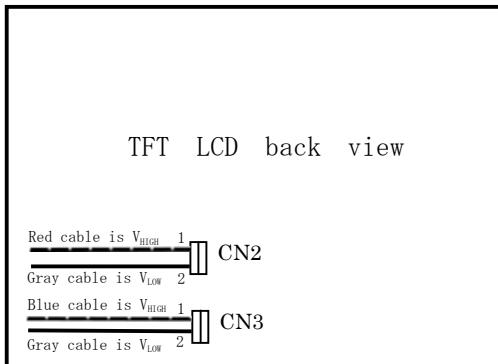 TFT LCD back view
Red cable is VHIGH 1
CN2
Gray cable is VLOW 2
Blue cable is VHIGH 1
CN3
Gray cable is VLOW 2